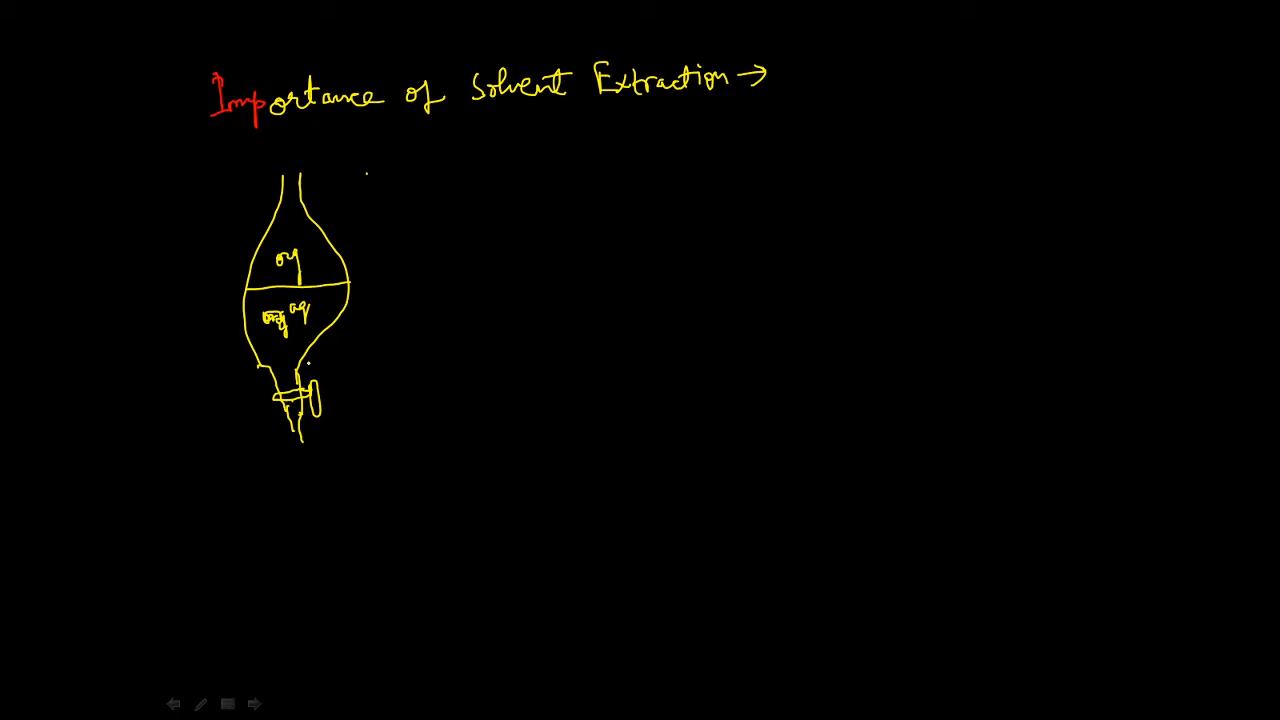 Importance of Solvent Extraction →
org
aq